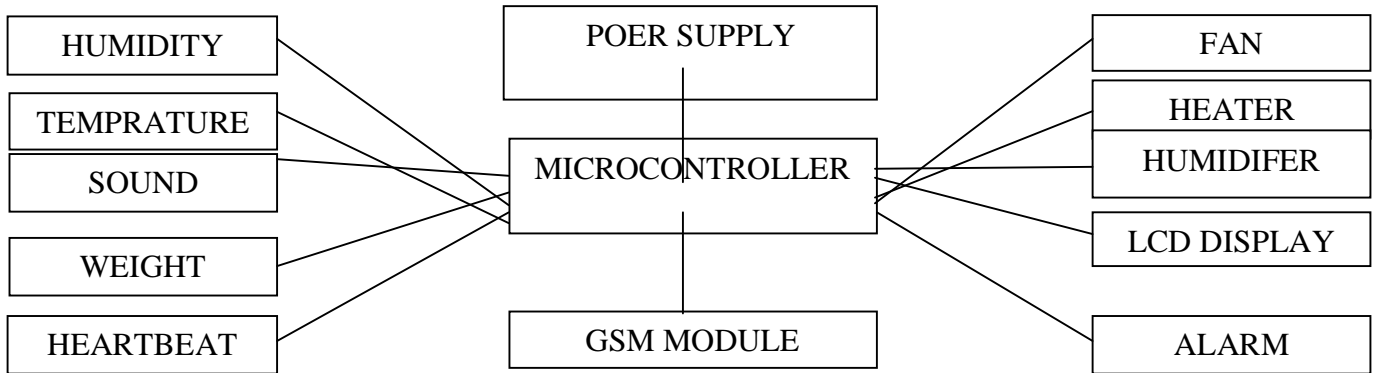 HUMIDITY
TEMPRATURE
SOUND
WEIGHT
HEARTBEAT
POER SUPPLY
MICROCONTROLLER
GSM MODULE
FAN
HEATER
HUMIDIFER
LCD DISPLAY
ALARM